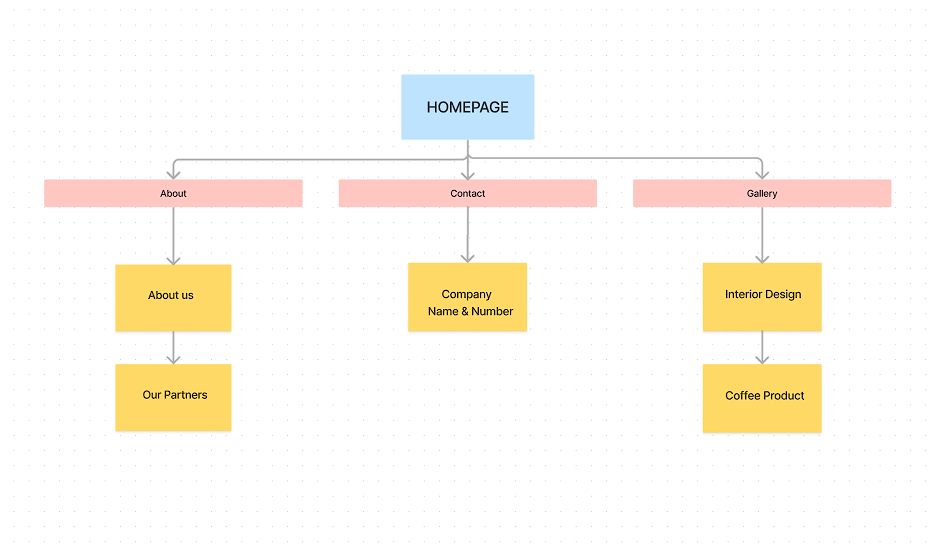 HOMEPAGE
About
Contact
Gallery
About us
Company
Name & Number
Interior Design
Our Partners
Coffee Product